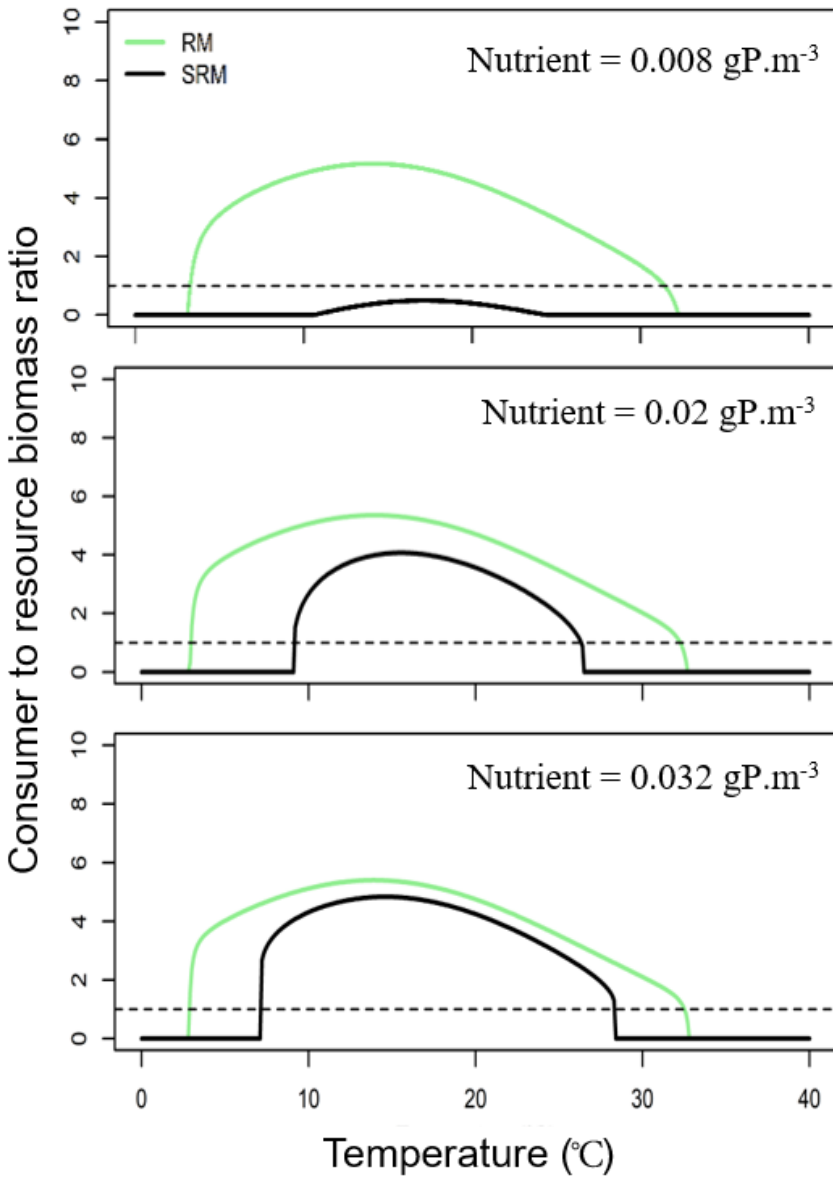 Consumer to resource biomass ratio
10
8
6
4
2
0
RM
SRM
Nutrient = 0.008 gP.m-3
10
8
6
4
2
0
Nutrient = 0.02 gP.m-3
10
8
6
4
2
0
Nutrient = 0.032 gP.m-3
0 10 20 30 40
Temperature (℃)